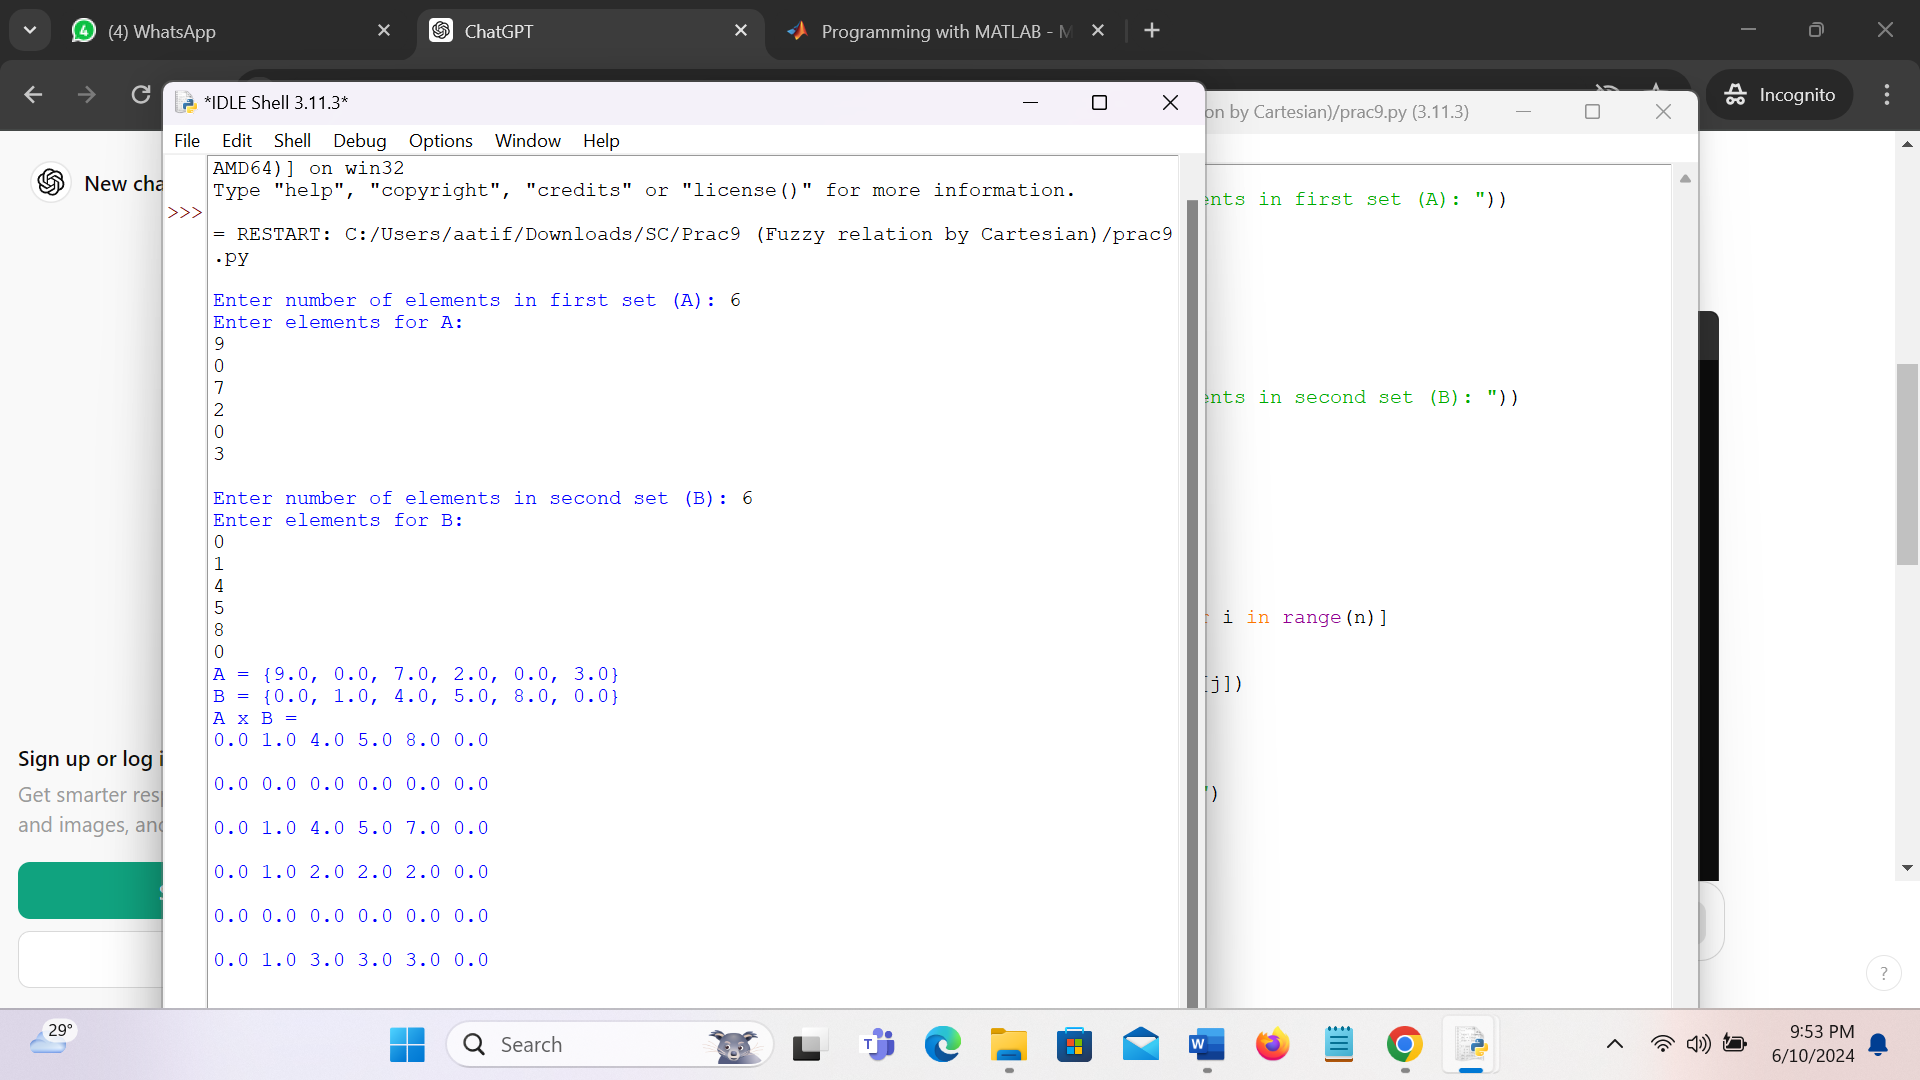 (4) WhatsApp
ChatGPT
Programming with MATLAB - M
Incognito
*IDLE Shell 3.11.3*
on by Cartesian)/prac9.py (3.11.3)
File Edit Shell Debug Options Window Help
New cha
AMD64)] on win32
Type "help", "copyright", "credits" or "license()" for more information.
>>>
= RESTART: C:/Users/aatif/Downloads/SC/Prac9 (Fuzzy relation by Cartesian)/prac9
.py
Enter number of elements in first set (A): 6
Enter elements for A:
9
0
7
2
0
3
Enter number of elements in second set (B): 6
Enter elements for B:
0
1
4
5
8
0
A = {9.0, 0.0, 7.0, 2.0, 0.0, 3.0}
B = {0.0, 1.0, 4.0, 5.0, 8.0, 0.0}
A x B =
0.0 1.0 4.0 5.0 8.0 0.0
0.0 0.0 0.0 0.0 0.0 0.0
0.0 1.0 4.0 5.0 7.0 0.0
0.0 1.0 2.0 2.0 2.0 0.0
0.0 0.0 0.0 0.0 0.0 0.0
0.0 1.0 3.0 3.0 3.0 0.0
ents in first set (A): "))
ents in second set (B): "))
r i in range(n)]
[j])
")
Sign up or log i
Get smarter res
and images, and
?
29°
Search
9:53 PM
6/10/2024